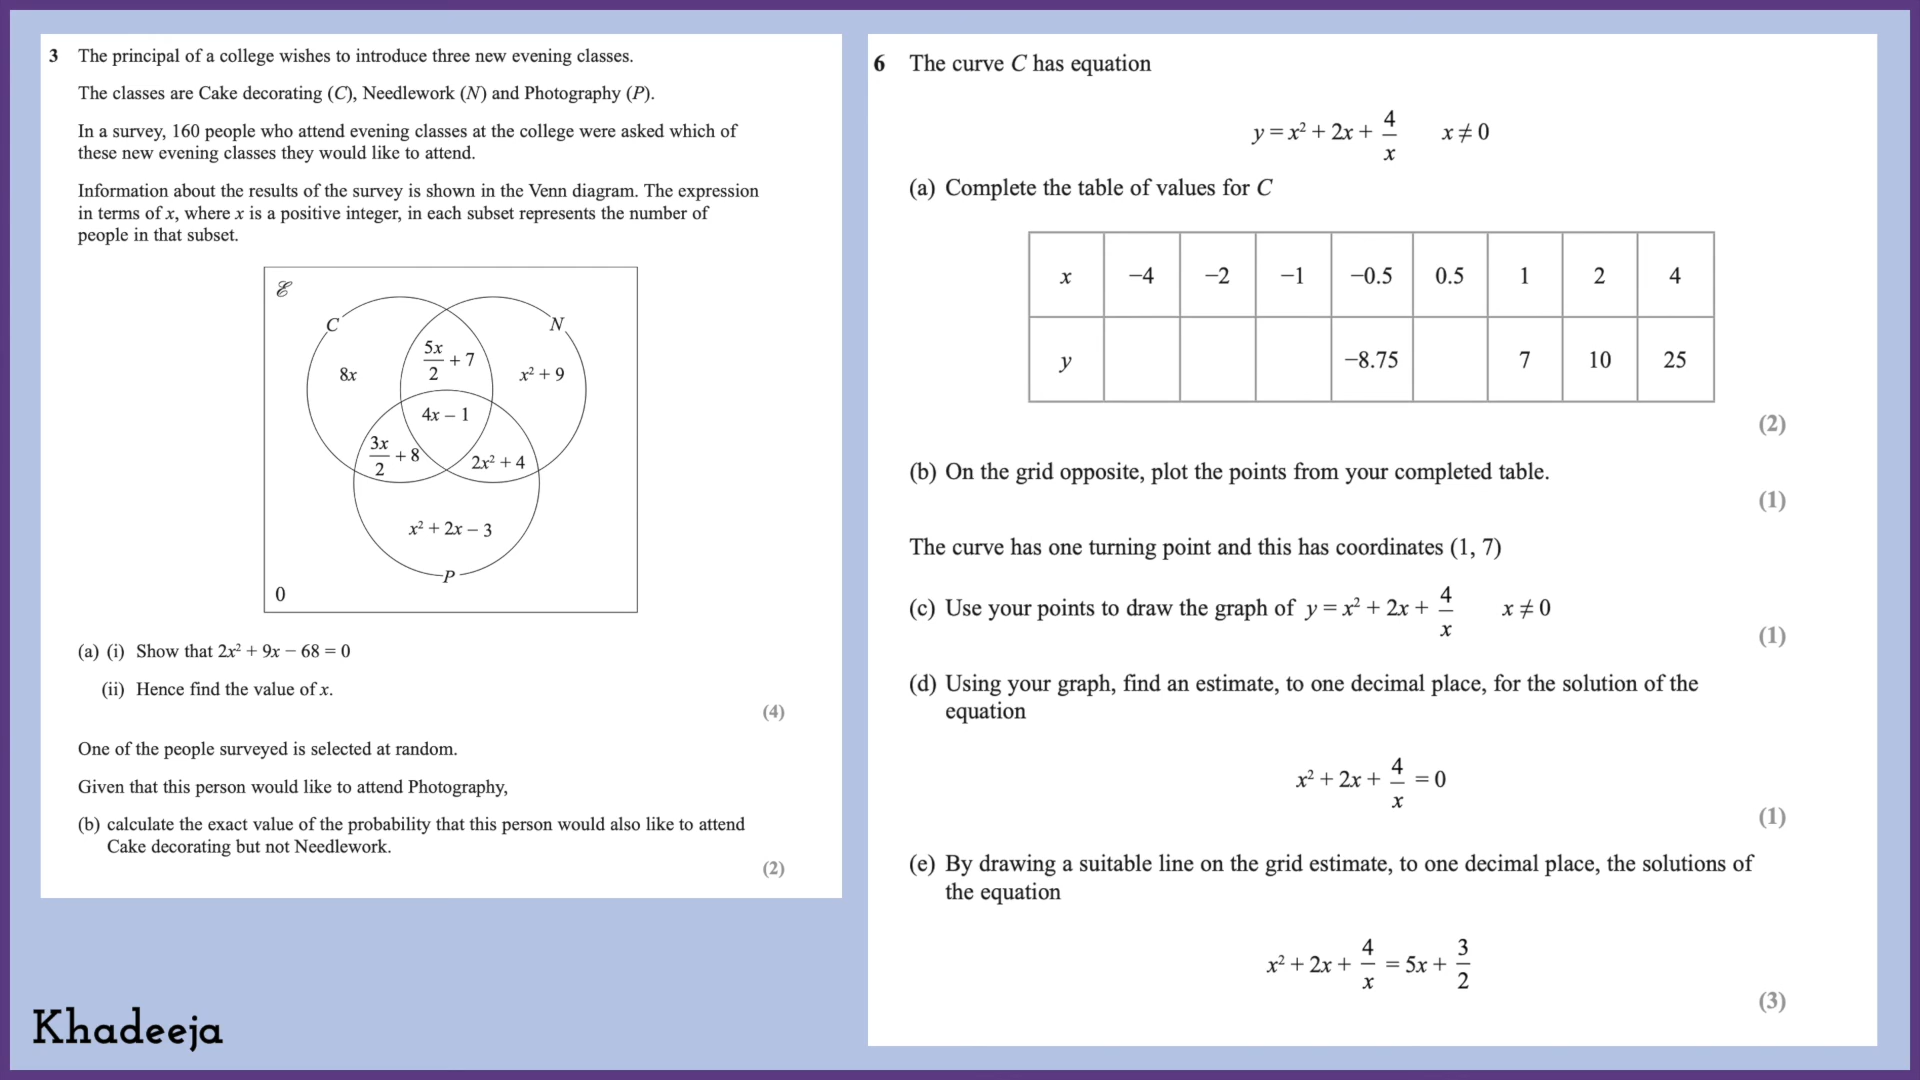 3 The principal of a college wishes to introduce three new evening classes.
The classes are Cake decorating (C), Needlework (N) and Photography (P).
In a survey, 160 people who attend evening classes at the college were asked which of
these new evening classes they would like to attend.
Information about the results of the survey is shown in the Venn diagram. The expression
in terms of x, where x is a positive integer, in each subset represents the number of
people in that subset.
ℰ
C
N
5x/2 + 7
8x
x² + 9
4x – 1
3x/2 + 8
2x² + 4
x² + 2x – 3
P
0
(a) (i) Show that 2x² + 9x – 68 = 0
(ii) Hence find the value of x.
(4)
One of the people surveyed is selected at random.
Given that this person would like to attend Photography,
(b) calculate the exact value of the probability that this person would also like to attend
Cake decorating but not Needlework.
(2)
Khadeeja
6 The curve C has equation
y = x² + 2x + 4/x x ≠ 0
(a) Complete the table of values for C
x −4 −2 −1 −0.5 0.5 1 2 4
y −8.75 7 10 25
(2)
(b) On the grid opposite, plot the points from your completed table.
(1)
The curve has one turning point and this has coordinates (1, 7)
(c) Use your points to draw the graph of y = x² + 2x + 4/x x ≠ 0
(1)
(d) Using your graph, find an estimate, to one decimal place, for the solution of the
equation
x² + 2x + 4/x = 0
(1)
(e) By drawing a suitable line on the grid estimate, to one decimal place, the solutions of
the equation
x² + 2x + 4/x = 5x + 3/2
(3)